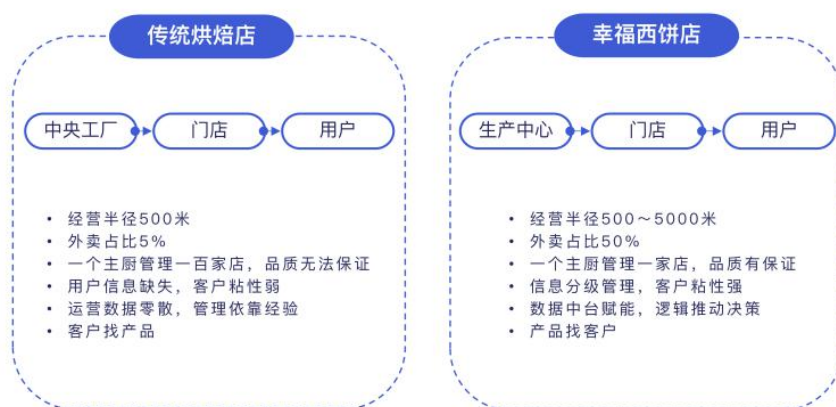 传统烘焙店
中央工厂
门店
用户
• 经营半径500米
• 外卖占比5%
• 一个主厨管理一百家店，品质无法保证
• 用户信息缺失，客户粘性弱
• 运营数据零散，管理依靠经验
• 客户找产品
幸福西饼店
生产中心
门店
用户
• 经营半径500～5000米
• 外卖占比50%
• 一个主厨管理一家店，品质有保证
• 信息分级管理，客户粘性强
• 数据中台赋能，逻辑推动决策
• 产品找客户